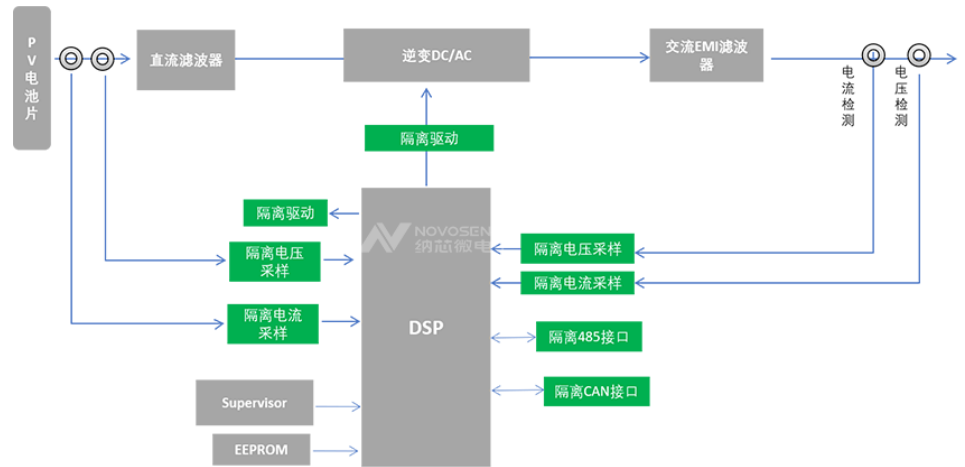 P
V
电
池
片
直流滤波器
逆变DC/AC
交流EMI滤波
器
电
流
检
测
电
压
检
测
隔离驱动
隔离驱动
NOVOSEN
纳芯微电
隔离电压
采样
隔离电压采样
隔离电流采样
隔离电流
采样
DSP
隔离485接口
隔离CAN接口
Supervisor
EEPROM